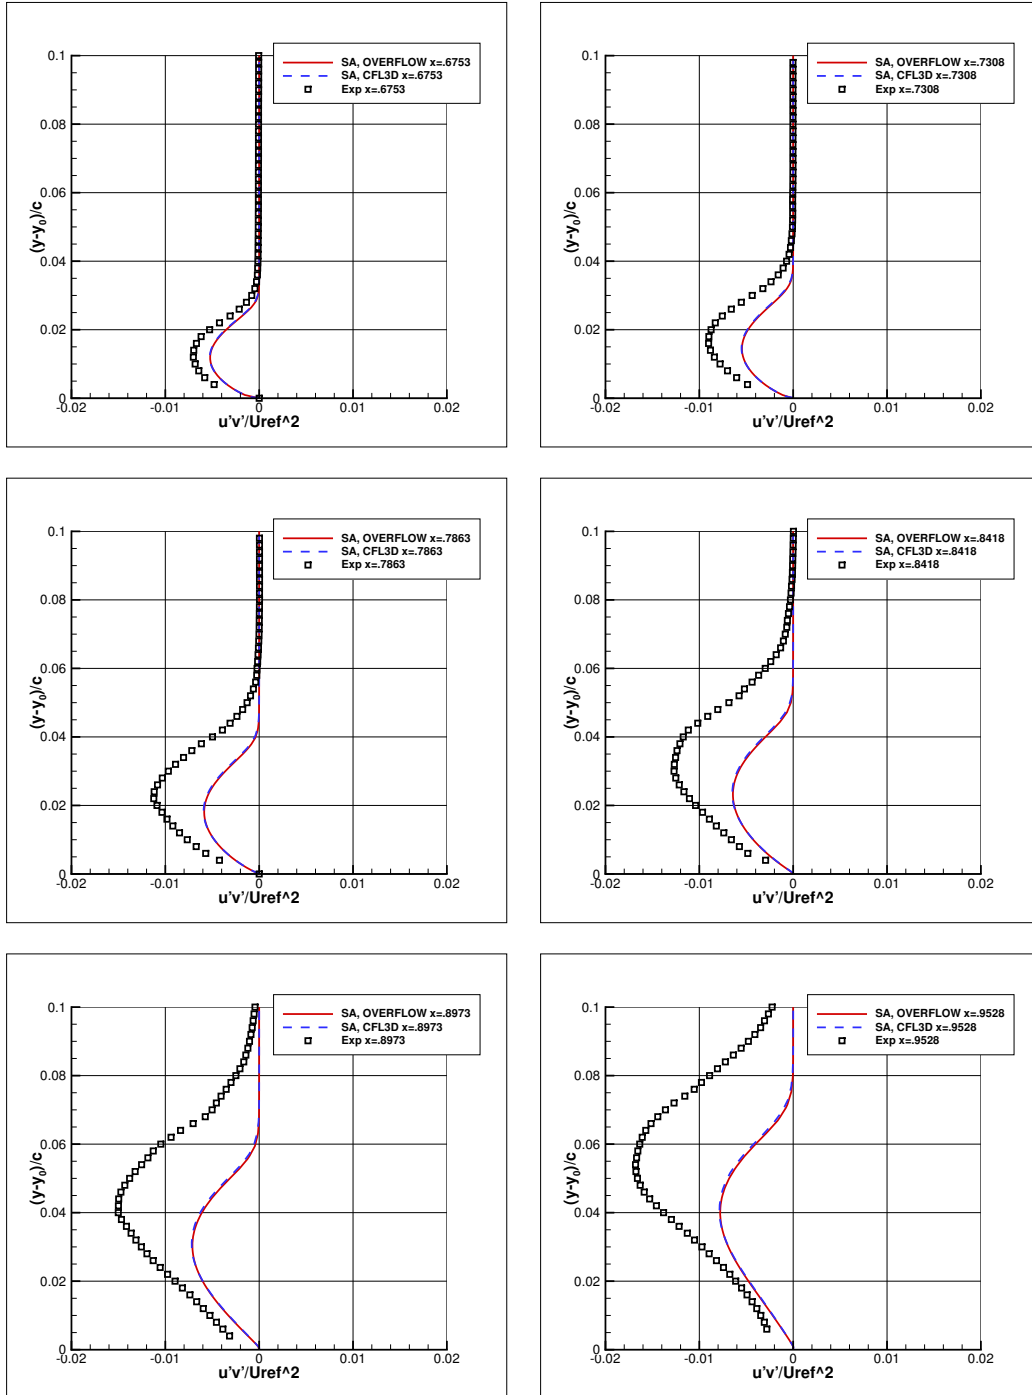 0.1
0.08
0.06
0.04
0.02
0
(y-y0)/c
-0.02 -0.01 0 0.01 0.02
u'v'/Uref^2
SA, OVERFLOW x=.6753
SA, CFL3D x=.6753
Exp x=.6753
0.1
0.08
0.06
0.04
0.02
0
(y-y0)/c
-0.02 -0.01 0 0.01 0.02
u'v'/Uref^2
SA, OVERFLOW x=.7308
SA, CFL3D x=.7308
Exp x=.7308
0.1
0.08
0.06
0.04
0.02
0
(y-y0)/c
-0.02 -0.01 0 0.01 0.02
u'v'/Uref^2
SA, OVERFLOW x=.7863
SA, CFL3D x=.7863
Exp x=.7863
0.1
0.08
0.06
0.04
0.02
0
(y-y0)/c
-0.02 -0.01 0 0.01 0.02
u'v'/Uref^2
SA, OVERFLOW x=.8418
SA, CFL3D x=.8418
Exp x=.8418
0.1
0.08
0.06
0.04
0.02
0
(y-y0)/c
-0.02 -0.01 0 0.01 0.02
u'v'/Uref^2
SA, OVERFLOW x=.8973
SA, CFL3D x=.8973
Exp x=.8973
0.1
0.08
0.06
0.04
0.02
0
(y-y0)/c
-0.02 -0.01 0 0.01 0.02
u'v'/Uref^2
SA, OVERFLOW x=.9528
SA, CFL3D x=.9528
Exp x=.9528